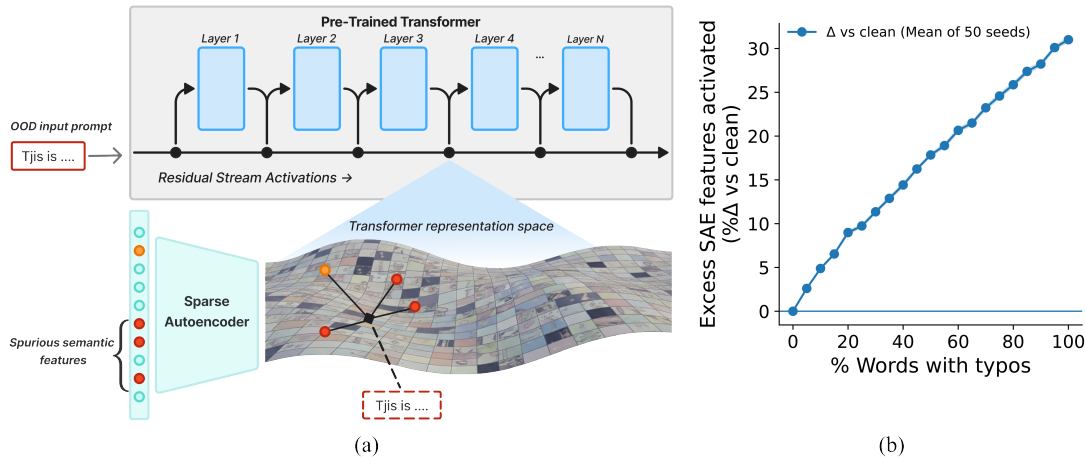 Pre-Trained Transformer
Layer 1
Layer 2
Layer 3
Layer 4
...
Layer N
OOD input prompt
Tjis is ....
Residual Stream Activations →
Transformer representation space
Sparse
Autoencoder
Spurious semantic
features
Tjis is ....
(a)
Δ vs clean (Mean of 50 seeds)
Excess SAE features activated
(%Δ vs clean)
30
25
20
15
10
5
0
0 20 40 60 80 100
% Words with typos
(b)